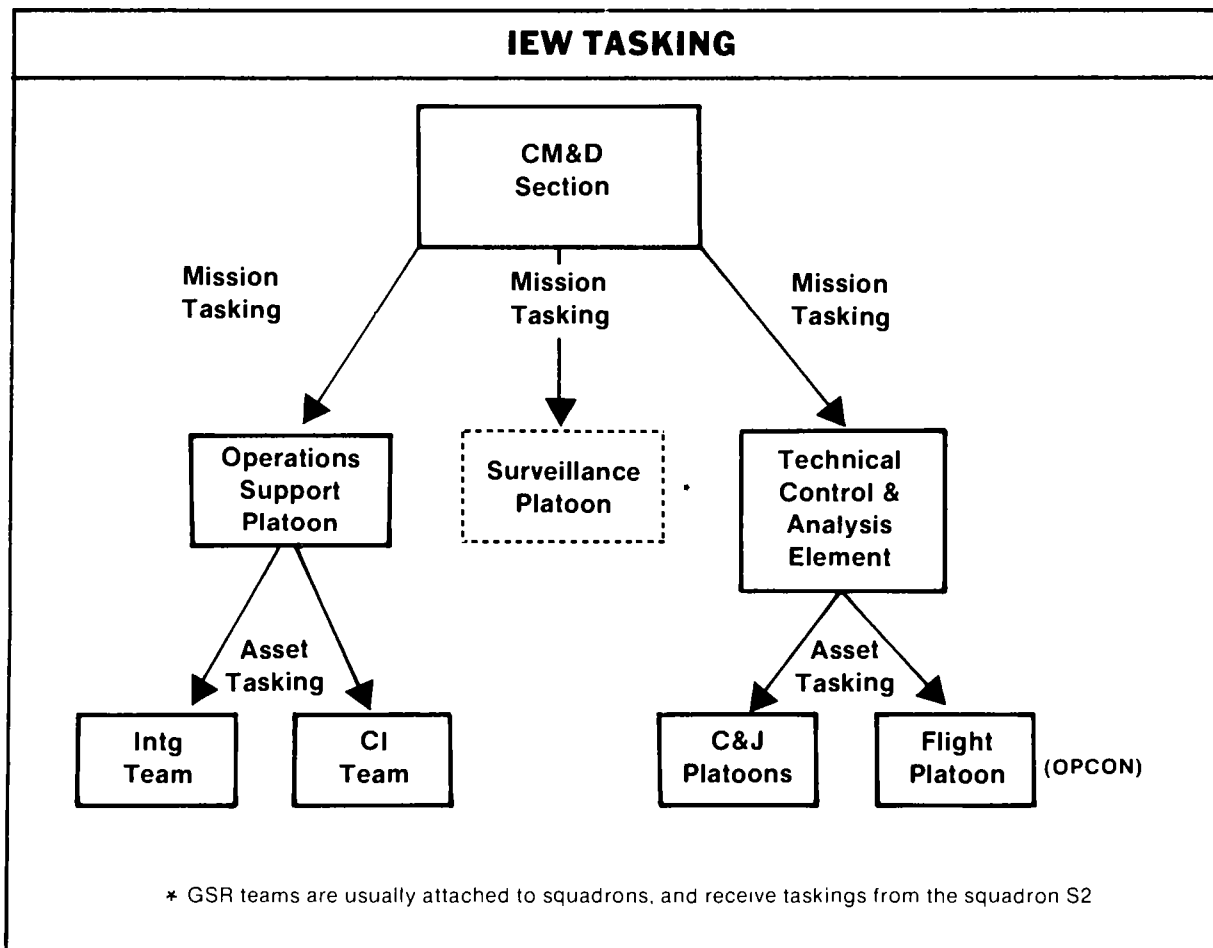 IEW TASKING
CM&D
Section
Mission
Tasking
Mission
Tasking
Mission
Tasking
Operations
Support
Platoon
Surveillance
Platoon
*
Technical
Control &
Analysis
Element
Asset
Tasking
Asset
Tasking
Intg
Team
CI
Team
C&J
Platoons
Flight
Platoon
(OPCON)
* GSR teams are usually attached to squadrons, and receive taskings from the squadron S2